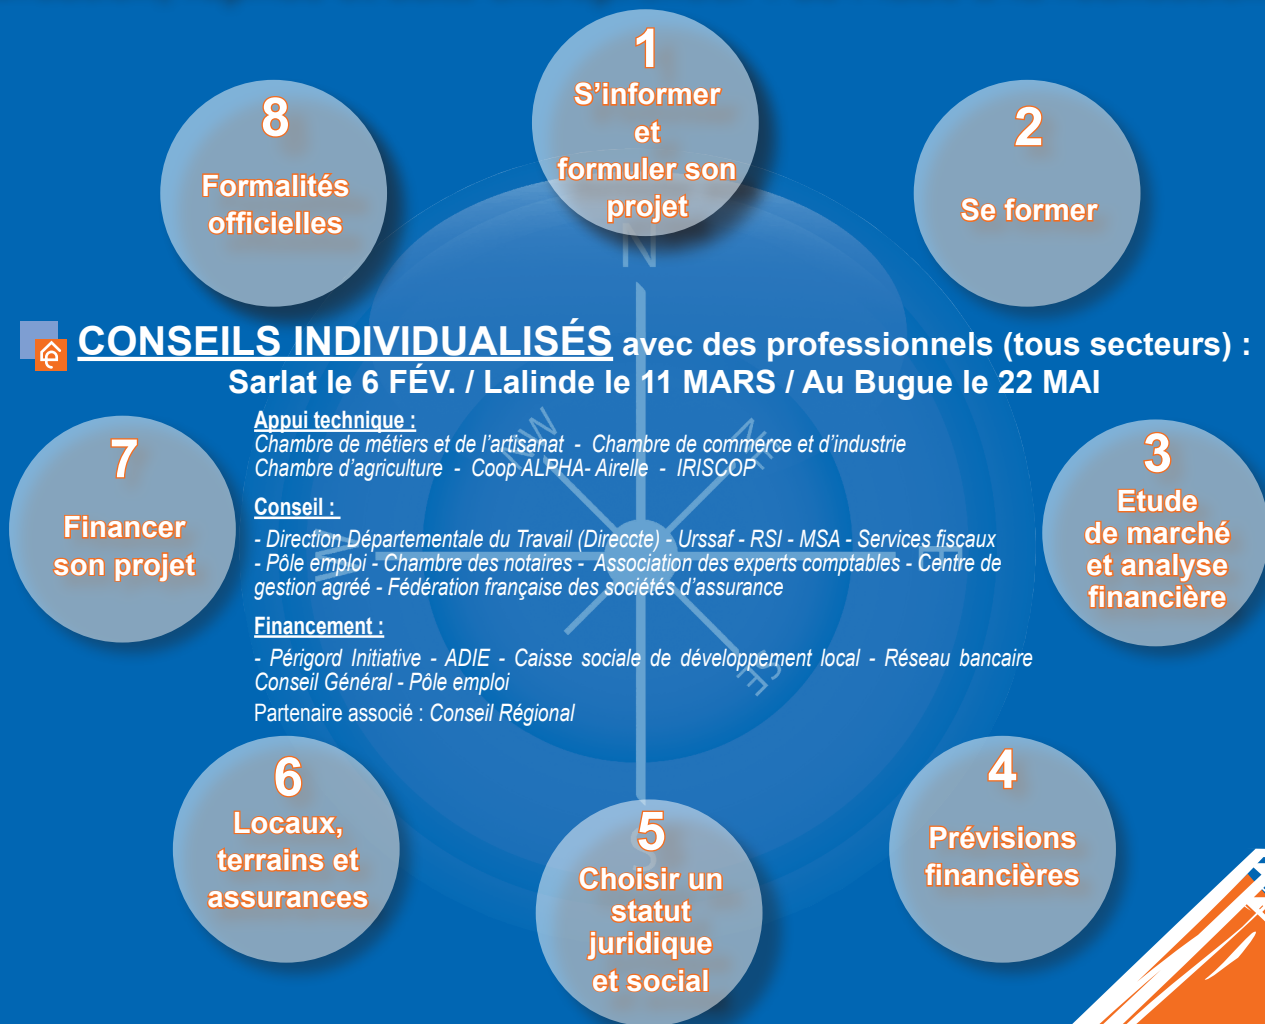 1
S'informer
et
formuler son
projet
2
Se former
8
Formalités
officielles
N
CONSEILS INDIVIDUALISÉS avec des professionnels (tous secteurs) :
Sarlat le 6 FÉV. / Lalinde le 11 MARS / Au Bugue le 22 MAI
Appui technique :
Chambre de métiers et de l'artisanat - Chambre de commerce et d'industrie
Chambre d'agriculture - Coop ALPHA- Airelle - IRISCOP
Conseil :
- Direction Départementale du Travail (Direccte) - Urssaf - RSI - MSA - Services fiscaux
- Pôle emploi - Chambre des notaires - Association des experts comptables - Centre de
gestion agréé - Fédération française des sociétés d'assurance
Financement :
- Périgord Initiative - ADIE - Caisse sociale de développement local - Réseau bancaire
Conseil Général - Pôle emploi
Partenaire associé : Conseil Régional
NW
NE
W
E
SE
S
7
Financer
son projet
3
Etude
de marché
et analyse
financière
6
Locaux,
terrains et
assurances
5
Choisir un
statut
juridique
et social
4
Prévisions
financières